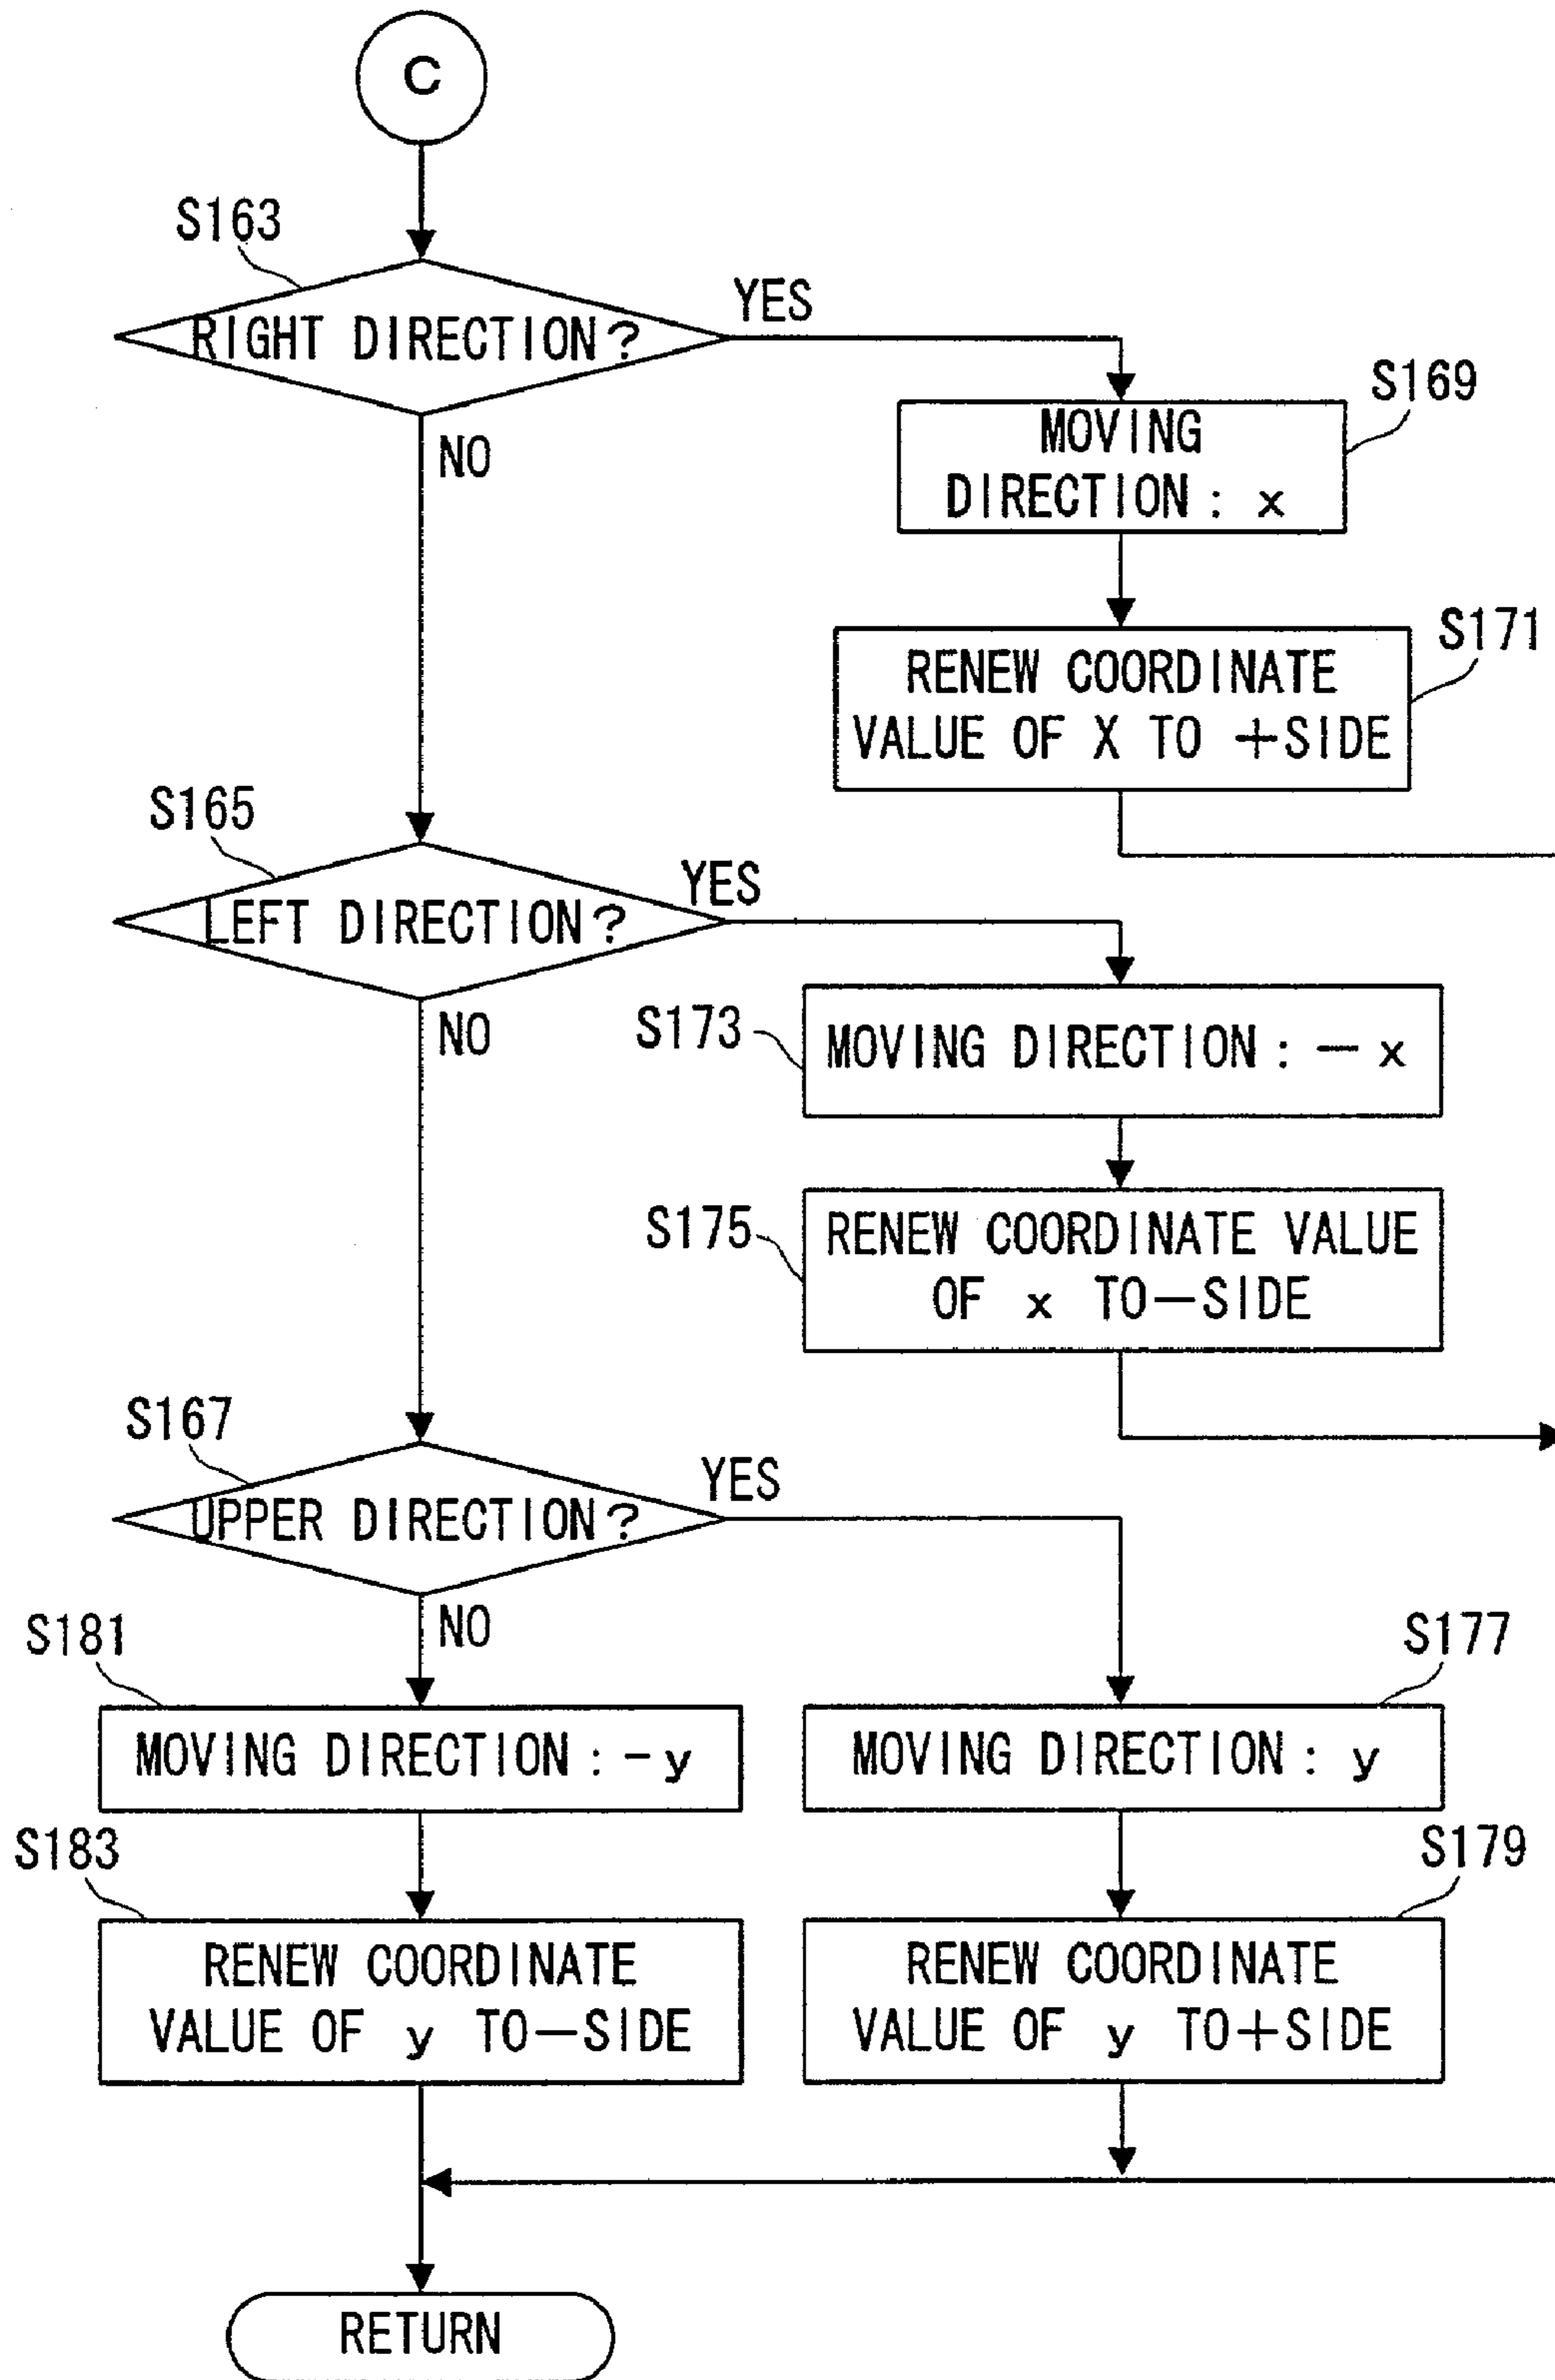 C
S163
RIGHT DIRECTION?
YES
NO
S169
MOVING
DIRECTION: x
S171
RENEW COORDINATE
VALUE OF X TO +SIDE
S165
LEFT DIRECTION?
YES
NO
S173
MOVING DIRECTION: -x
S175
RENEW COORDINATE VALUE
OF x TO-SIDE
S167
UPPER DIRECTION?
YES
NO
S181
MOVING DIRECTION:-y
S177
MOVING DIRECTION: y
S183
RENEW COORDINATE
VALUE OF y TO-SIDE
S179
RENEW COORDINATE
VALUE OF y TO+SIDE
RETURN